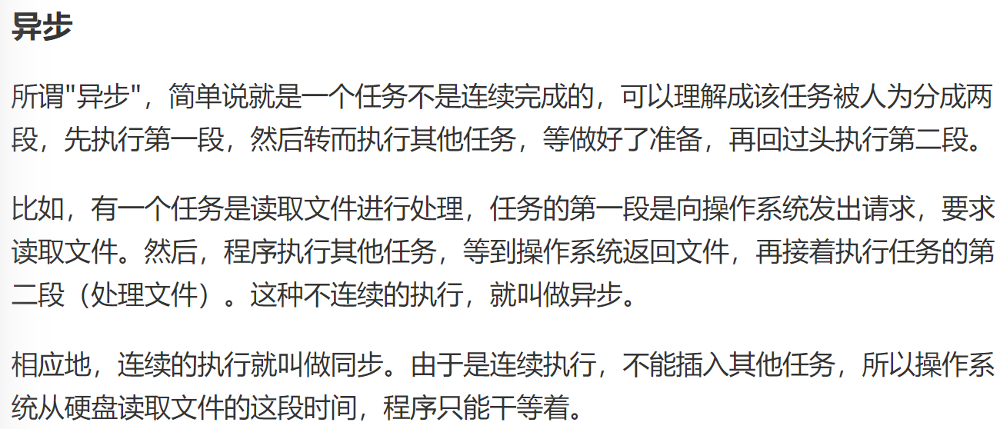 异步
所谓"异步"，简单说就是一个任务不是连续完成的，可以理解成该任务被人为分成两
段，先执行第一段，然后转而执行其他任务，等做好了准备，再回过头执行第二段。
比如，有一个任务是读取文件进行处理，任务的第一段是向操作系统发出请求，要求
读取文件。然后，程序执行其他任务，等到操作系统返回文件，再接着执行任务的第
二段（处理文件）。这种不连续的执行，就叫做异步。
相应地，连续的执行就叫做同步。由于是连续执行，不能插入其他任务，所以操作系
统从硬盘读取文件的这段时间，程序只能干等着。